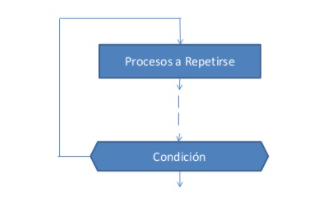 Procesos a Repetirse
Condición